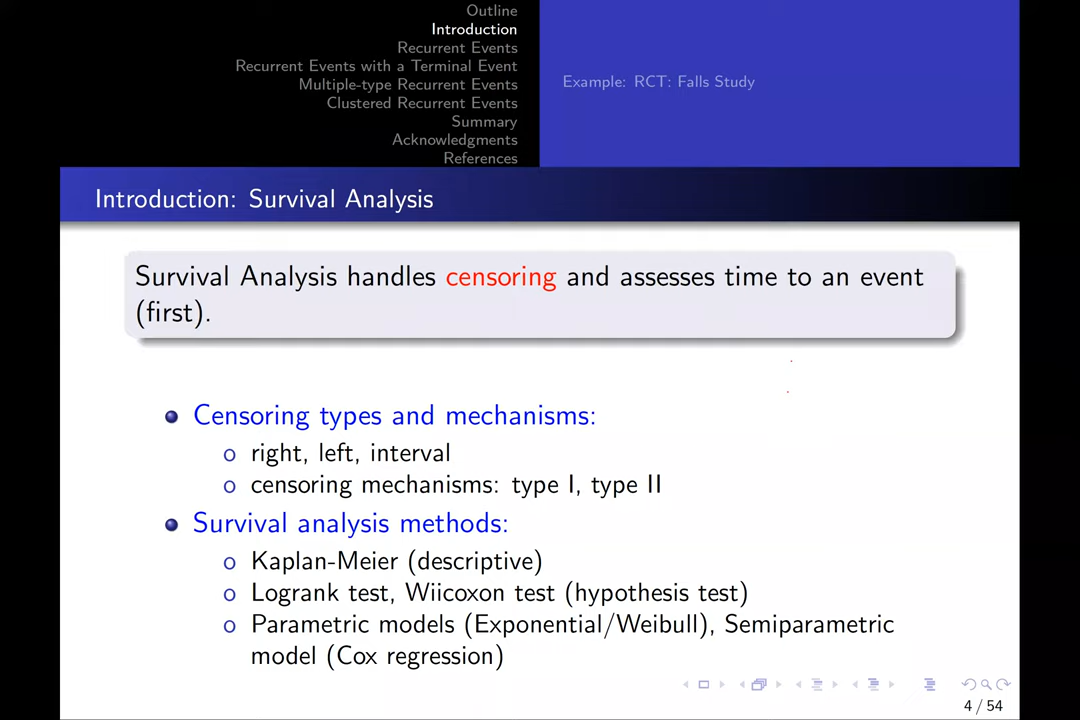 Outline
Introduction
Recurrent Events
Recurrent Events with a Terminal Event
Multiple-type Recurrent Events
Clustered Recurrent Events
Summary
Acknowledgments
References
Example: RCT: Falls Study
Introduction: Survival Analysis
Survival Analysis handles censoring and assesses time to an event
(first).
Censoring types and mechanisms:
o right, left, interval
o censoring mechanisms: type I, type II
Survival analysis methods:
o Kaplan-Meier (descriptive)
o Logrank test, Wiicoxon test (hypothesis test)
o Parametric models (Exponential/Weibull), Semiparametric
model (Cox regression)
4 / 54